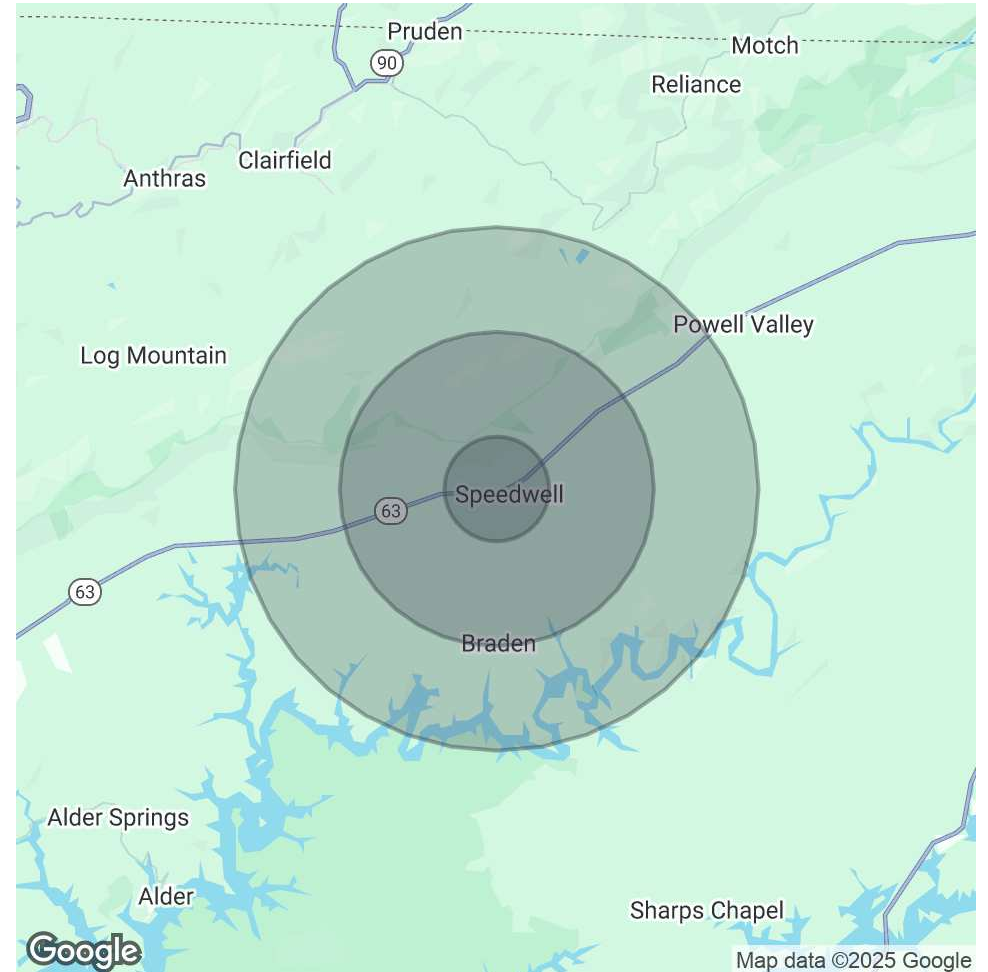 Pruden
Motch
90
Reliance
Clairfield
Anthras
Powell Valley
Log Mountain
Speedwell
63
63
Braden
Alder Springs
Alder
Sharps Chapel
Google
Map data ©2025 Google